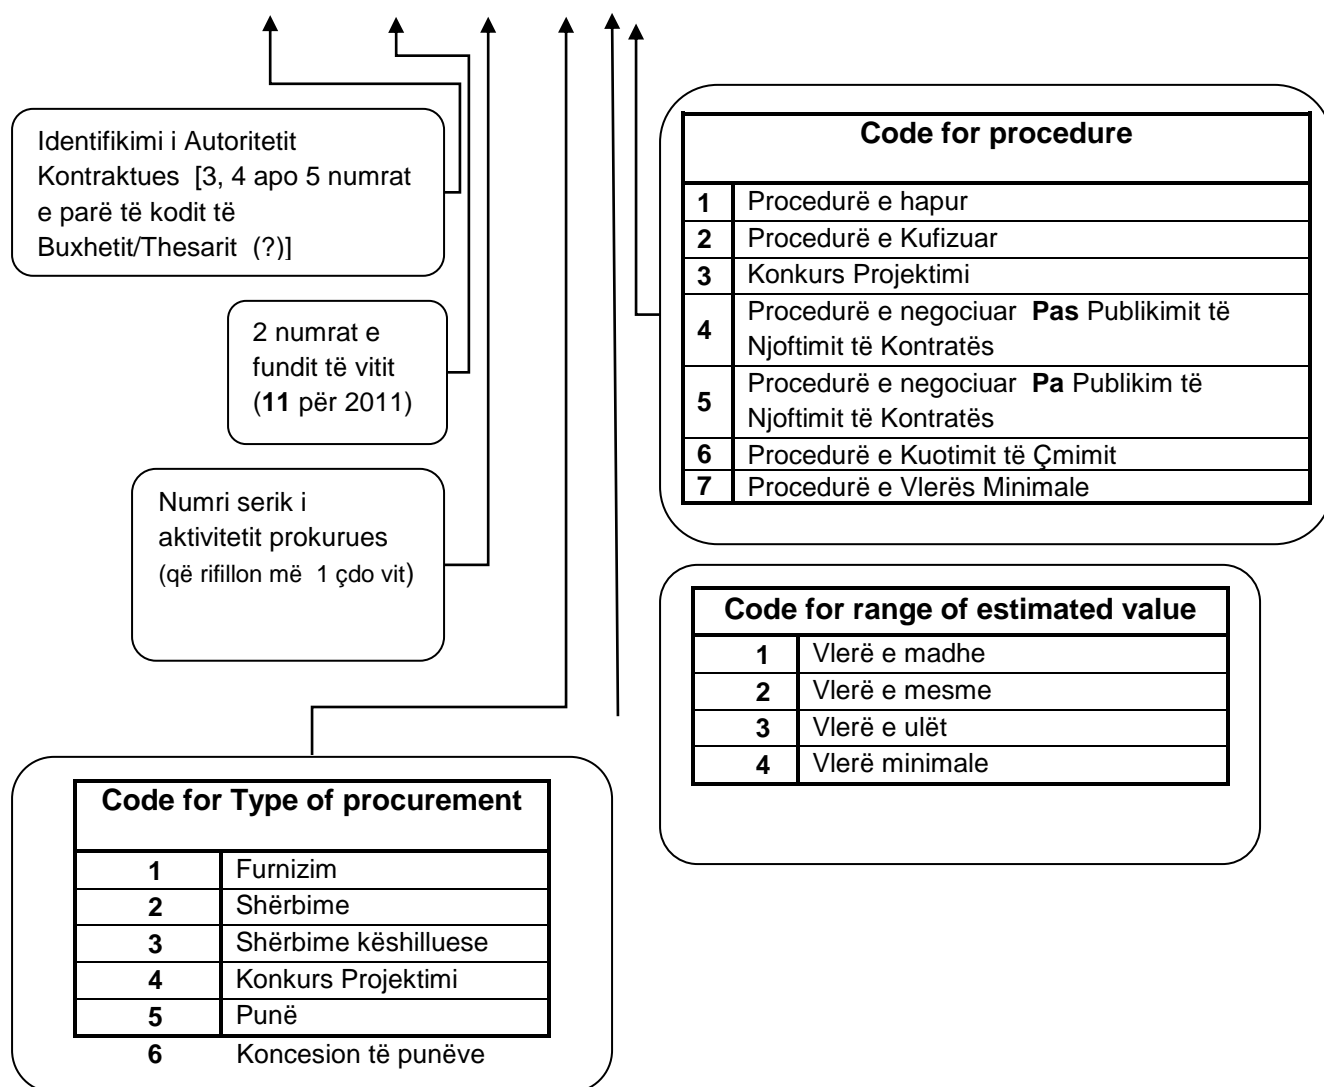 Identifikimi i Autoritetit
Kontraktues [3, 4 apo 5 numrat
e parë të kodit të
Buxhetit/Thesarit (?)]
2 numrat e
fundit të vitit
(11 për 2011)
Numri serik i
aktivitetit prokurues
(që rifillon më 1 çdo vit)
Code for procedure
1 Procedurë e hapur
2 Procedurë e Kufizuar
3 Konkurs Projektimi
4 Procedurë e negociuar Pas Publikimit të
Njoftimit të Kontratës
5 Procedurë e negociuar Pa Publikim të
Njoftimit të Kontratës
6 Procedurë e Kuotimit të Çmimit
7 Procedurë e Vlerës Minimale
Code for range of estimated value
1 Vlerë e madhe
2 Vlerë e mesme
3 Vlerë e ulët
4 Vlerë minimale
Code for Type of procurement
1 Furnizim
2 Shërbime
3 Shërbime këshilluese
4 Konkurs Projektimi
5 Punë
6 Koncesion të punëve